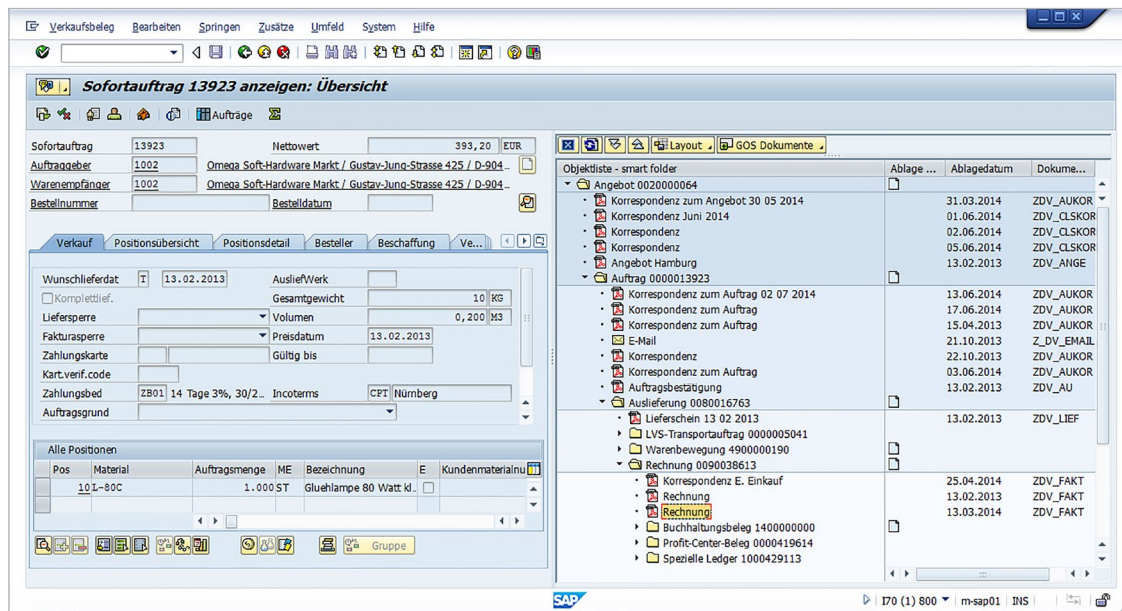 Verkaufsbeleg Bearbeiten Springen Zusätze Umfeld System Hilfe
Sofortauftrag 13923 anzeigen: Übersicht
Aufträge
Sofortauftrag 13923 Nettowert 393,20 EUR
Auftraggeber 1002 Omega Soft-Hardware Markt / Gustav-Jung-Strasse 425 / D-904...
Warenempfänger 1002 Omega Soft-Hardware Markt / Gustav-Jung-Strasse 425 / D-904...
Bestellnummer Bestelldatum
Verkauf Positionsübersicht Positionsdetail Besteller Beschaffung Ve...
Wunschlieferdat T 13.02.2013 AusliefWerk
Komplettlief. Gesamtgewicht 10 KG
Liefersperre Volumen 0,200 M3
Fakturasperre Preisdatum 13.02.2013
Zahlungskarte Gültig bis
Kart.verif.code
Zahlungsbed ZB01 14 Tage 3%, 30/2... Incoterms CPT Nürnberg
Auftragsgrund
Alle Positionen
Pos Material Auftragsmenge ME Bezeichnung E Kundenmaterialnu
10 L-80C 1.000 ST Gluehlampe 80 Watt kl...
Gruppe
Layout GOS Dokumente
Objektliste - smart folder Ablage ... Ablagedatum Dokume...
Angebot 0020000064
Korrespondenz zum Angebot 30 05 2014 31.03.2014 ZDV_AUKOR
Korrespondenz Juni 2014 01.06.2014 ZDV_CLSKOR
Korrespondenz 02.06.2014 ZDV_CLSKOR
Korrespondenz 05.06.2014 ZDV_CLSKOR
Angebot Hamburg 13.02.2013 ZDV_ANGE
Auftrag 0000013923
Korrespondenz zum Auftrag 02 07 2014 13.06.2014 ZDV_AUKOR
Korrespondenz zum Auftrag 17.06.2014 ZDV_AUKOR
Korrespondenz zum Auftrag 15.04.2013 ZDV_AUKOR
E-Mail 21.10.2013 Z_DV_EMAIL
Korrespondenz 22.10.2013 ZDV_AUKOR
Korrespondenz zum Auftrag 03.06.2014 ZDV_AUKOR
Auftragsbestätigung 13.02.2013 ZDV_AU
Auslieferung 0080016763
Lieferschein 13 02 2013 13.02.2013 ZDV_LIEF
LVS-Transportauftrag 0000005041
Warenbewegung 4900000190
Rechnung 0090038613
Korrespondenz E. Einkauf 25.04.2014 ZDV_FAKT
Rechnung 13.02.2013 ZDV_FAKT
Rechnung 13.03.2014 ZDV_FAKT
Buchhaltungsbeleg 1400000000
Profit-Center-Beleg 0000419614
Spezielle Ledger 1000429113
SAP I70 (1) 800 m-sap01 INS